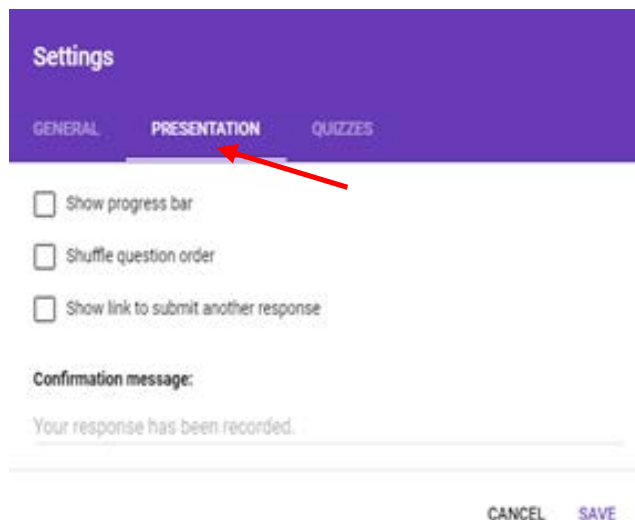 Settings
GENERAL PRESENTATION QUIZZES
Show progress bar
Shuffle question order
Show link to submit another response
Confirmation message:
Your response has been recorded.
CANCEL SAVE